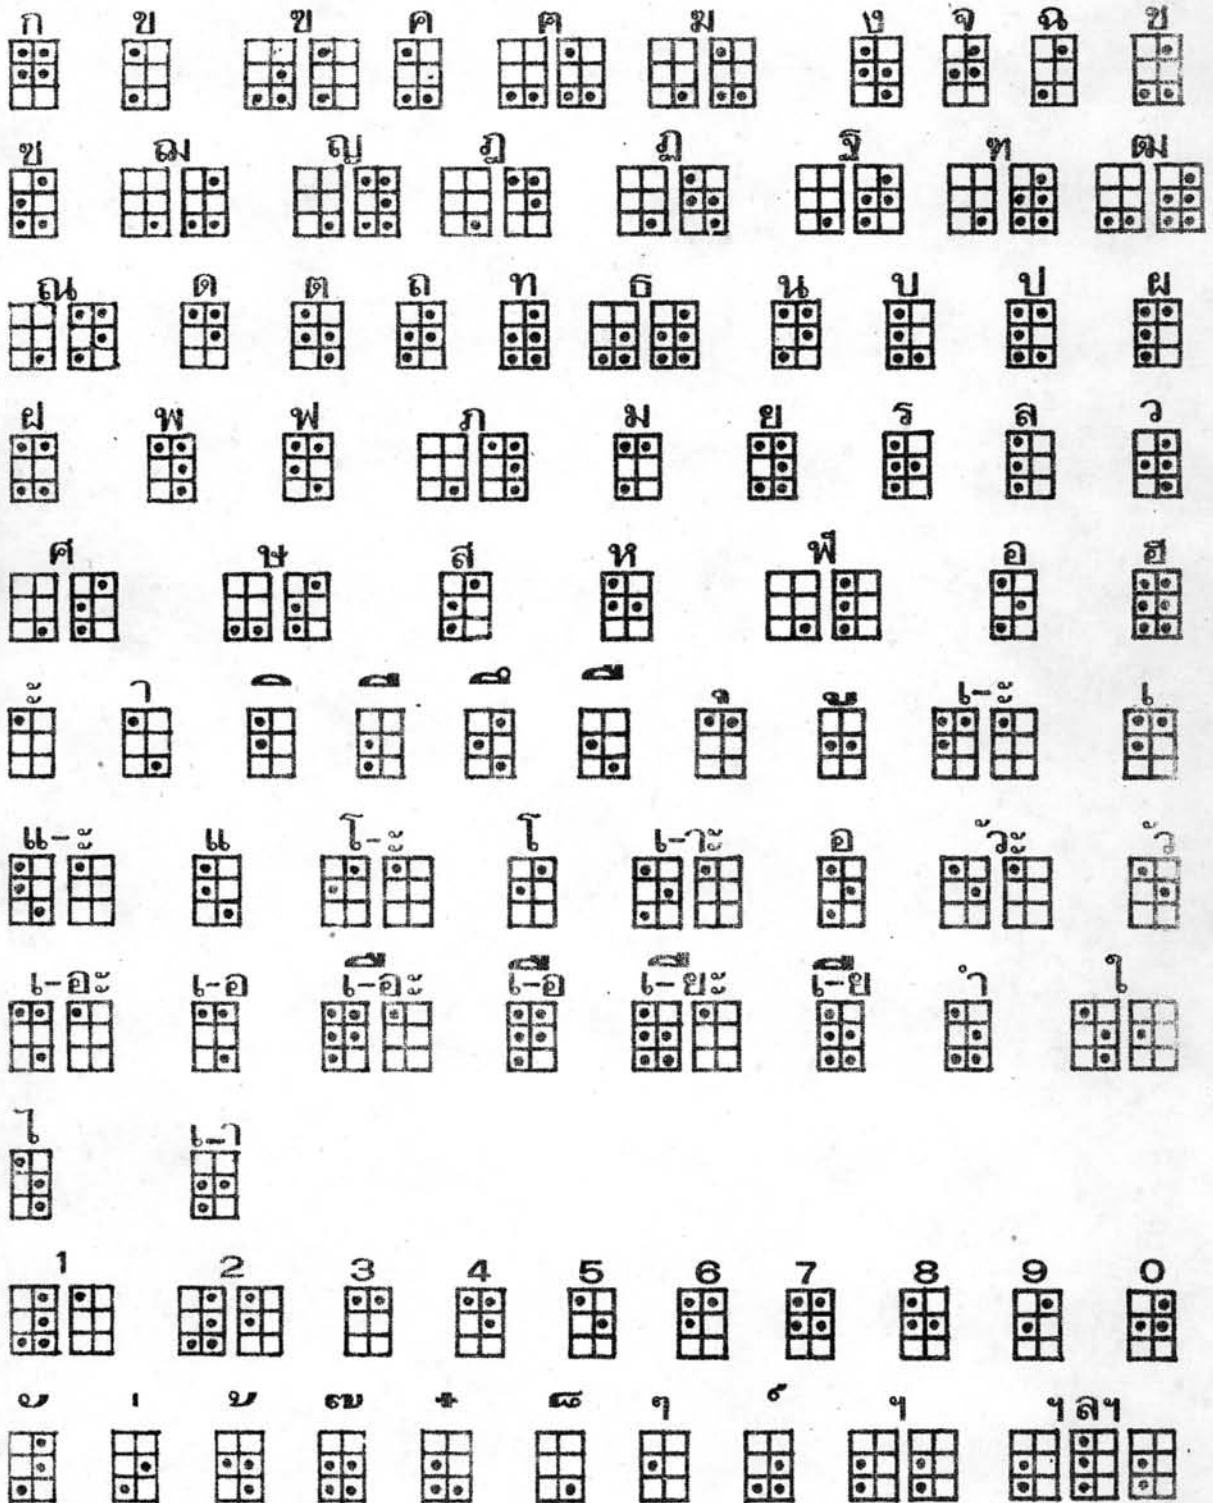 ก ข ฃ ค ฅ ฆ ง จ ฉ ช
ซ ฌ ญ ฎ ฏ ฐ ฑ ฒ
ณ ด ต ถ ท ธ น บ ป ผ
ฝ พ ฟ ภ ม ย ร ล ว
ศ ษ ส ห ฬ อ ฮ
ะ า ิ ี ึ ื ุ ู เ-ะ เ
แ-ะ แ โ-ะ โ เ-าะ อ ัวะ ัว
เ-อะ เ-อ เ-ือะ เ-ือ เ-ียะ เ-ีย ำ ใ
ไ เ-า
1 2 3 4 5 6 7 8 9 0
ั ่ ้ ๊ ๋ ็ ๆ ์ ฯ ฯลฯ